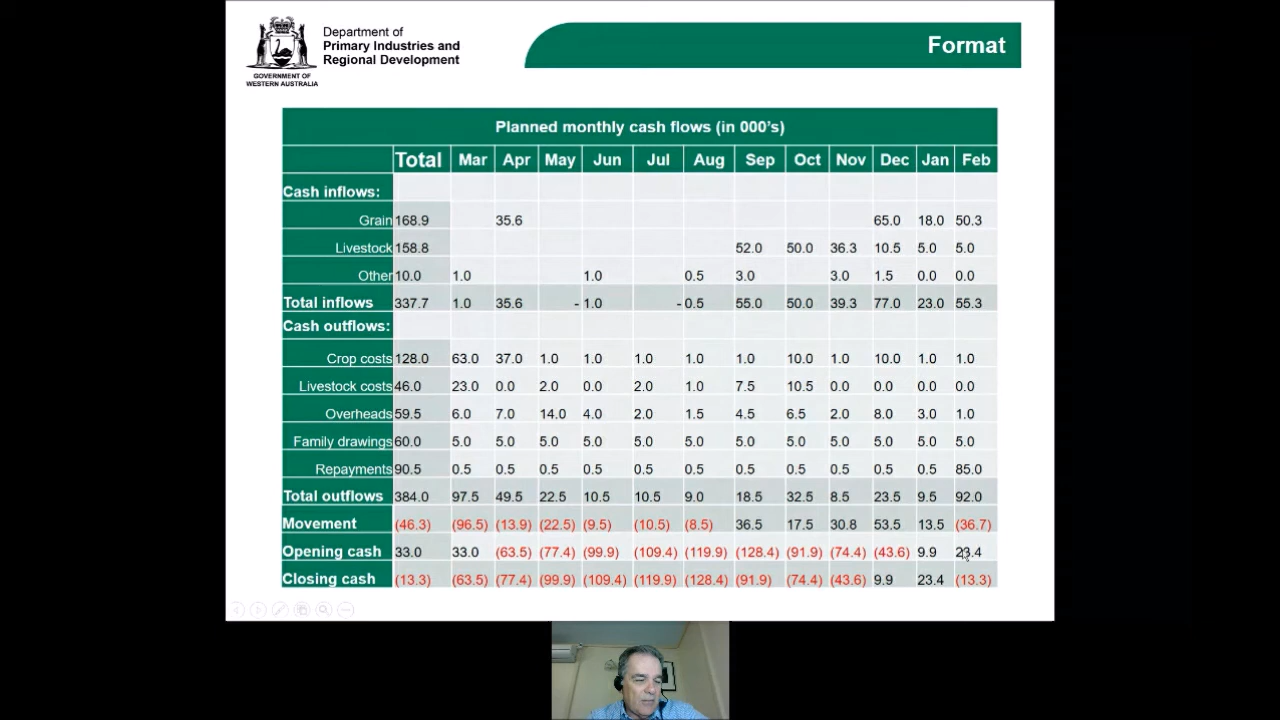 Department of
Primary Industries and
Regional Development
GOVERNMENT OF
WESTERN AUSTRALIA
Format
Planned monthly cash flows (in 000's)
Total Mar Apr May Jun Jul Aug Sep Oct Nov Dec Jan Feb
Cash inflows:
Grain 168.9 35.6 65.0 18.0 50.3
Livestock 158.8 52.0 50.0 36.3 10.5 5.0 5.0
Other 10.0 1.0 1.0 0.5 3.0 3.0 1.5 0.0 0.0
Total inflows 337.7 1.0 35.6 - 1.0 - 0.5 55.0 50.0 39.3 77.0 23.0 55.3
Cash outflows:
Crop costs 128.0 63.0 37.0 1.0 1.0 1.0 1.0 1.0 10.0 1.0 10.0 1.0 1.0
Livestock costs 46.0 23.0 0.0 2.0 0.0 2.0 1.0 7.5 10.5 0.0 0.0 0.0 0.0
Overheads 59.5 6.0 7.0 14.0 4.0 2.0 1.5 4.5 6.5 2.0 8.0 3.0 1.0
Family drawings 60.0 5.0 5.0 5.0 5.0 5.0 5.0 5.0 5.0 5.0 5.0 5.0 5.0
Repayments 90.5 0.5 0.5 0.5 0.5 0.5 0.5 0.5 0.5 0.5 0.5 0.5 85.0
Total outflows 384.0 97.5 49.5 22.5 10.5 10.5 9.0 18.5 32.5 8.5 23.5 9.5 92.0
Movement (46.3) (96.5) (13.9) (22.5) (9.5) (10.5) (8.5) 36.5 17.5 30.8 53.5 13.5 (36.7)
Opening cash 33.0 33.0 (63.5) (77.4) (99.9) (109.4) (119.9) (128.4) (91.9) (74.4) (43.6) 9.9 23.4
Closing cash (13.3) (63.5) (77.4) (99.9) (109.4) (119.9) (128.4) (91.9) (74.4) (43.6) 9.9 23.4 (13.3)